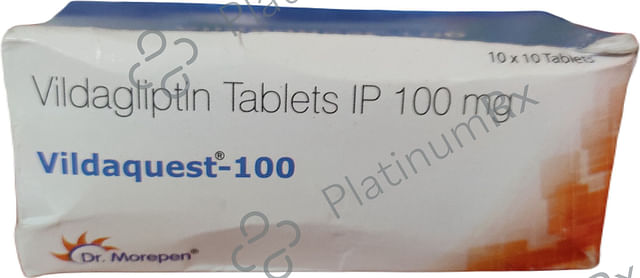 10 x 10 Tablets
Vildagliptin Tablets IP 100 mg
Vildaquest®-100
Dr. Morepen®
PlatinumRx